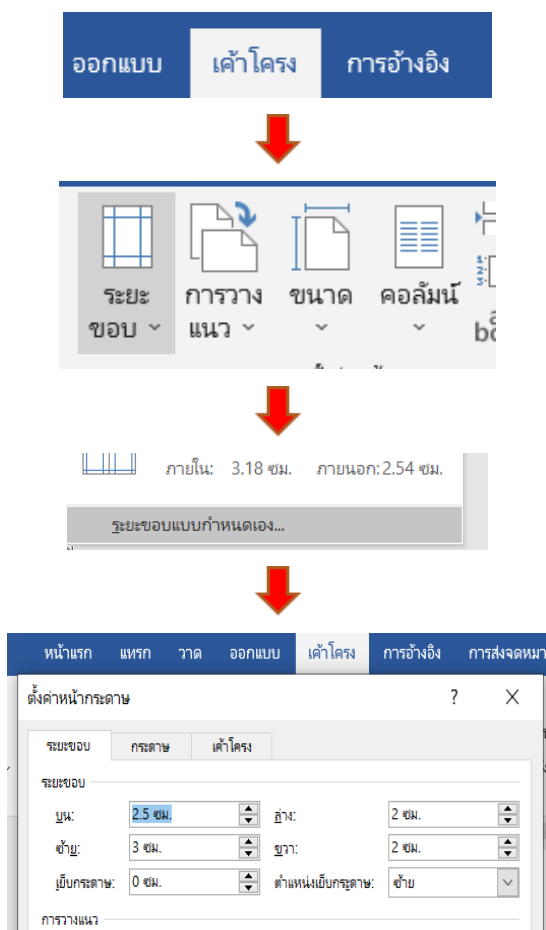 ออกแบบ เค้าโครง การอ้างอิง
ระยะ การวาง ขนาด คอลัมน์
ขอบ แนว
ภายใน: 3.18 ซม. ภายนอก: 2.54 ซม.
ระยะขอบแบบกำหนดเอง...
หน้าแรก แทรก วาด ออกแบบ เค้าโครง การอ้างอิง การส่งจดหมา
ตั้งค่าหน้ากระดาษ ? X
ระยะขอบ กระดาษ เค้าโครง
ระยะขอบ
บน: 2.5 ซม. ล่าง: 2 ซม.
ซ้าย: 3 ซม. ขวา: 2 ซม.
เย็บกระดาษ: 0 ซม. ตำแหน่งเย็บกระดาษ: ซ้าย
การวางแนว